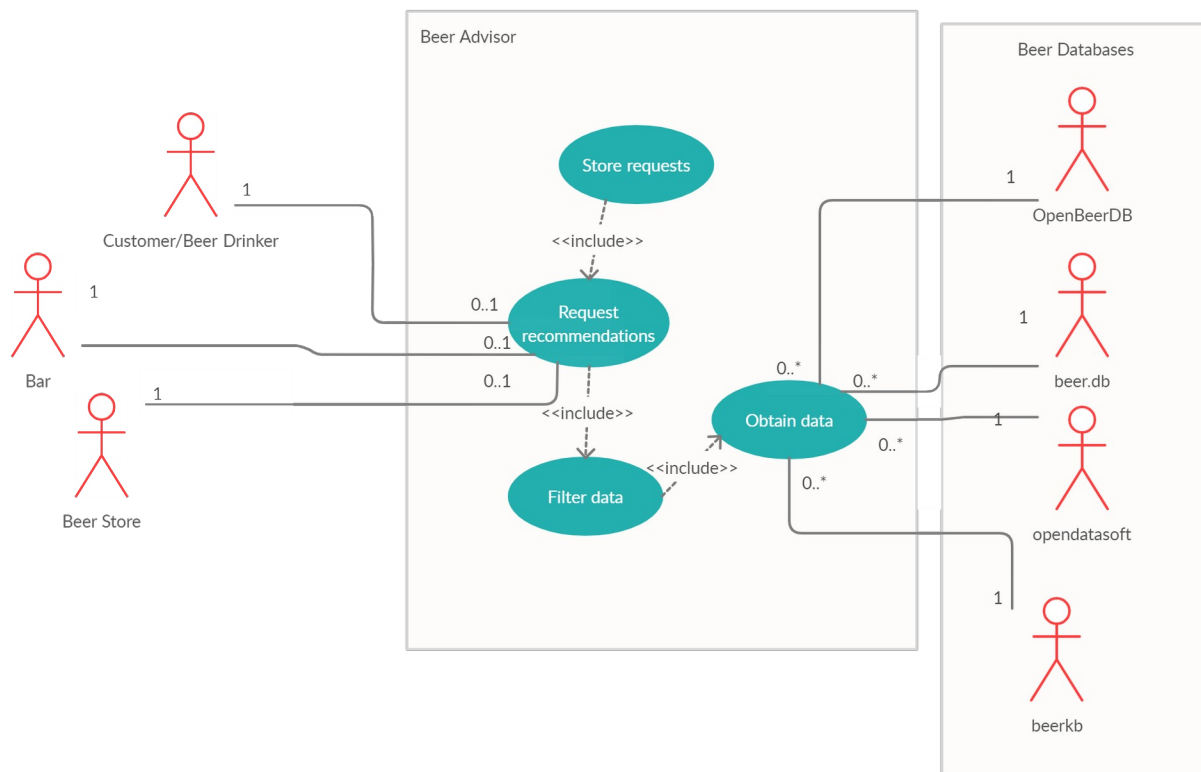 Beer Advisor
Beer Databases
Store requests
1
OpenBeerDB
1
Customer/Beer Drinker
<<include>>
1
Bar
Request
recommendations
0..1
0..1
0..1
1
Beer Store
<<include>>
Filter data
<<include>>
Obtain data
0..*
0..*
0..*
0..*
1
beer.db
1
opendatasoft
1
beerkb